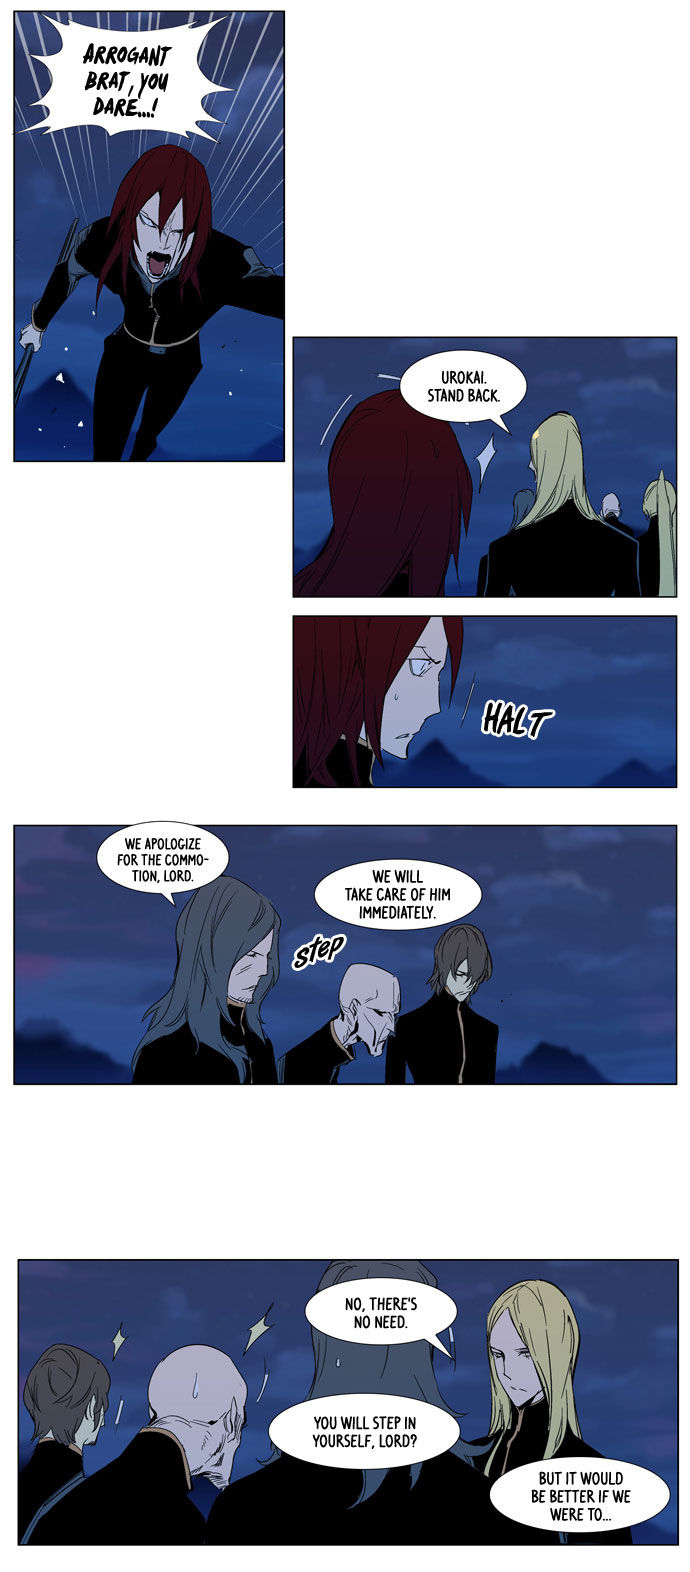 ARROGANT
BRAT, YOU
DARE....!
UROKAI.
STAND BACK.
HALT
WE APOLOGIZE
FOR THE COMMO-
TION, LORD.
WE WILL
TAKE CARE OF HIM
IMMEDIATELY.
STEP
NO, THERE'S
NO NEED.
YOU WILL STEP IN
YOURSELF, LORD?
BUT IT WOULD
BE BETTER IF WE
WERE TO...